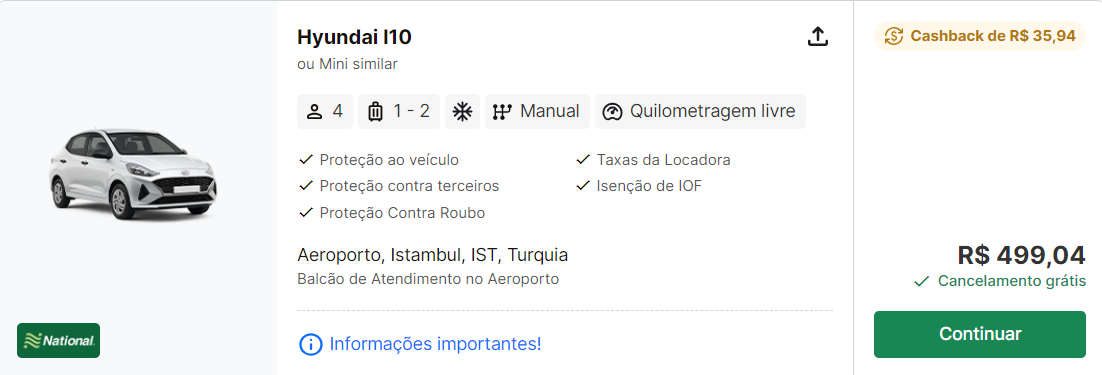 Hyundai I10
ou Mini similar
4
1 - 2
Manual
Quilometragem livre
Proteção ao veículo
Taxas da Locadora
Proteção contra terceiros
Isenção de IOF
Proteção Contra Roubo
Aeroporto, Istambul, IST, Turquia
Balcão de Atendimento no Aeroporto
Informações importantes!
National.
Cashback de R$ 35,94
R$ 499,04
Cancelamento grátis
Continuar